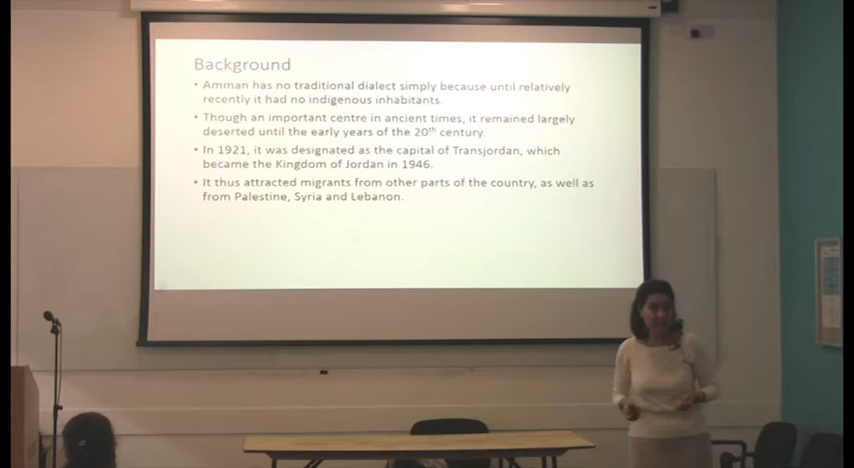 Background
• Amman has no traditional dialect simply because until relatively
recently it had no indigenous inhabitants.
• Though an important centre in ancient times, it remained largely
deserted until the early years of the 20th century.
• In 1921, it was designated as the capital of Transjordan, which
became the Kingdom of Jordan in 1946.
• It thus attracted migrants from other parts of the country, as well as
from Palestine, Syria and Lebanon.